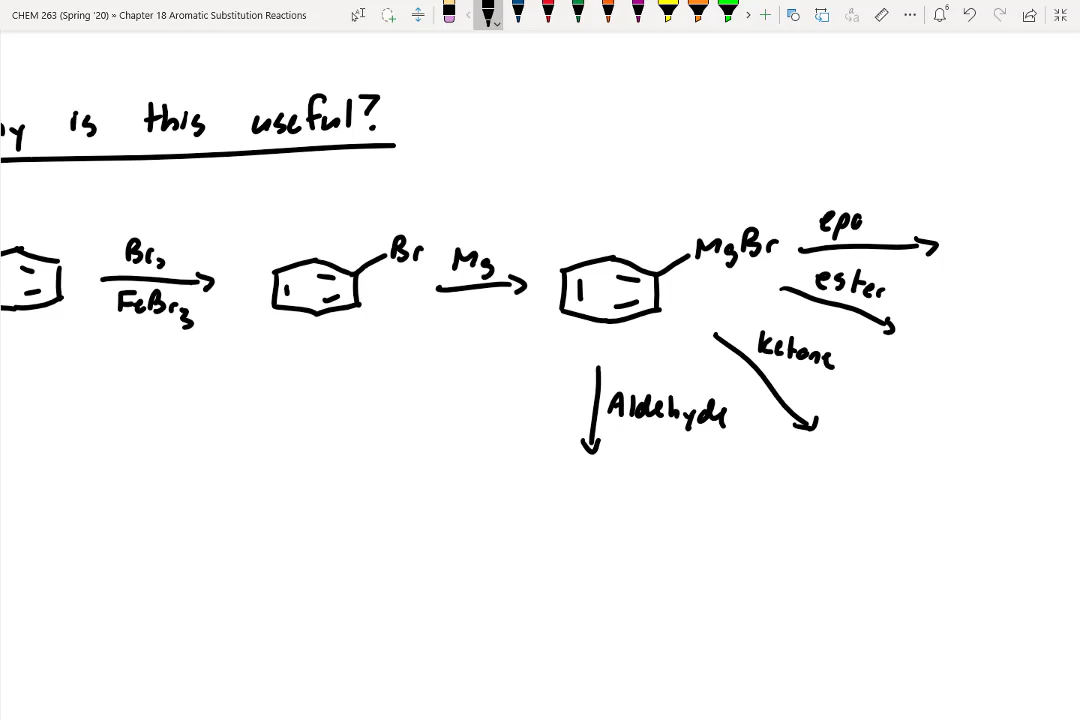 CHEM 263 (Spring '20) » Chapter 18 Aromatic Substitution Reactions
6
y is this useful?
Br₂
FeBr₃
Br
Mg
MgBr
epo
ester
ketone
Aldehyde